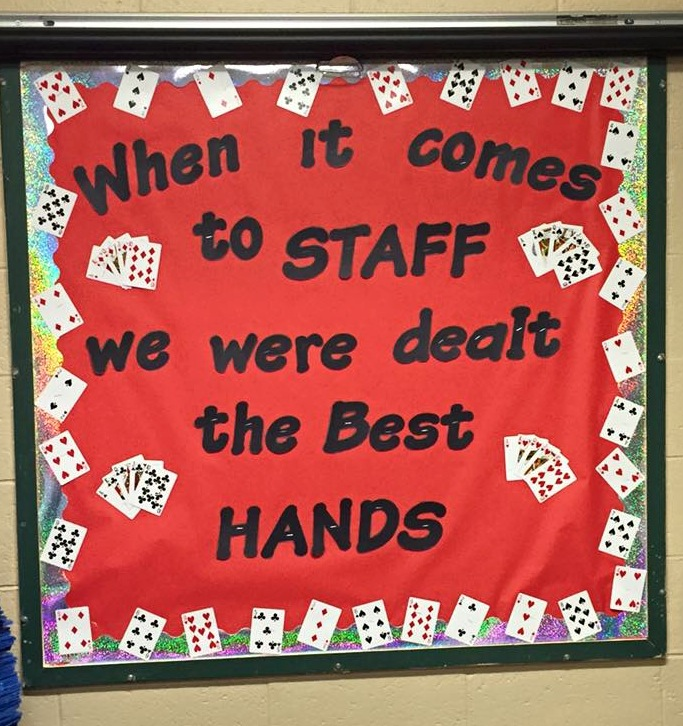 When it comes
to STAFF
we were dealt
the Best
HANDS